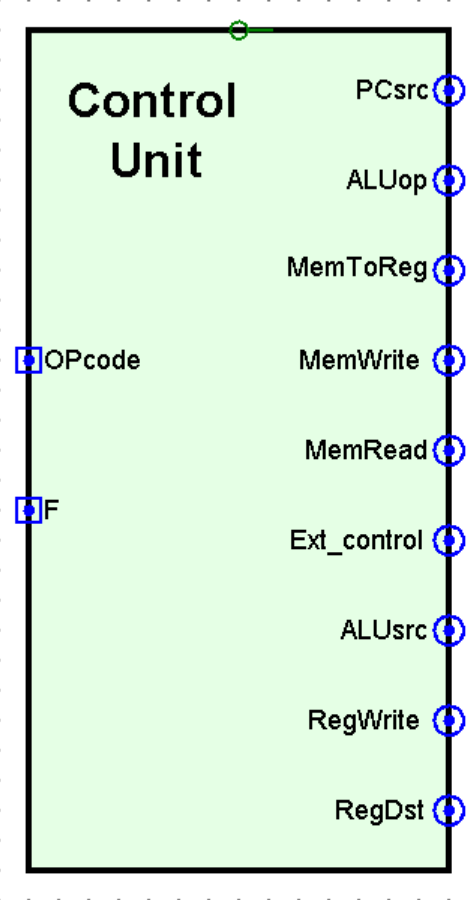 Control
Unit
PCsrc
ALUop
MemToReg
OPcode
MemWrite
MemRead
F
Ext_control
ALUsrc
RegWrite
RegDst